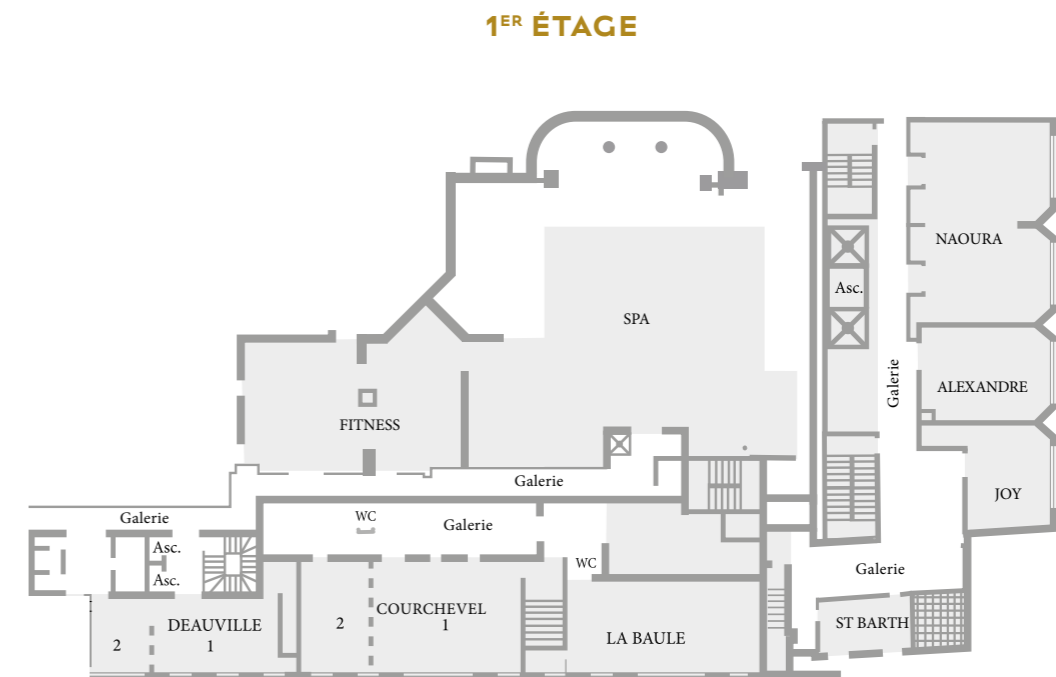 1ER ÉTAGE
NAOURA
Asc.
SPA
Galerie
ALEXANDRE
FITNESS
JOY
Galerie
Galerie
WC
Galerie
Asc.
Asc.
WC
Galerie
COURCHEVEL
2
1
DEAUVILLE
2
1
LA BAULE
ST BARTH